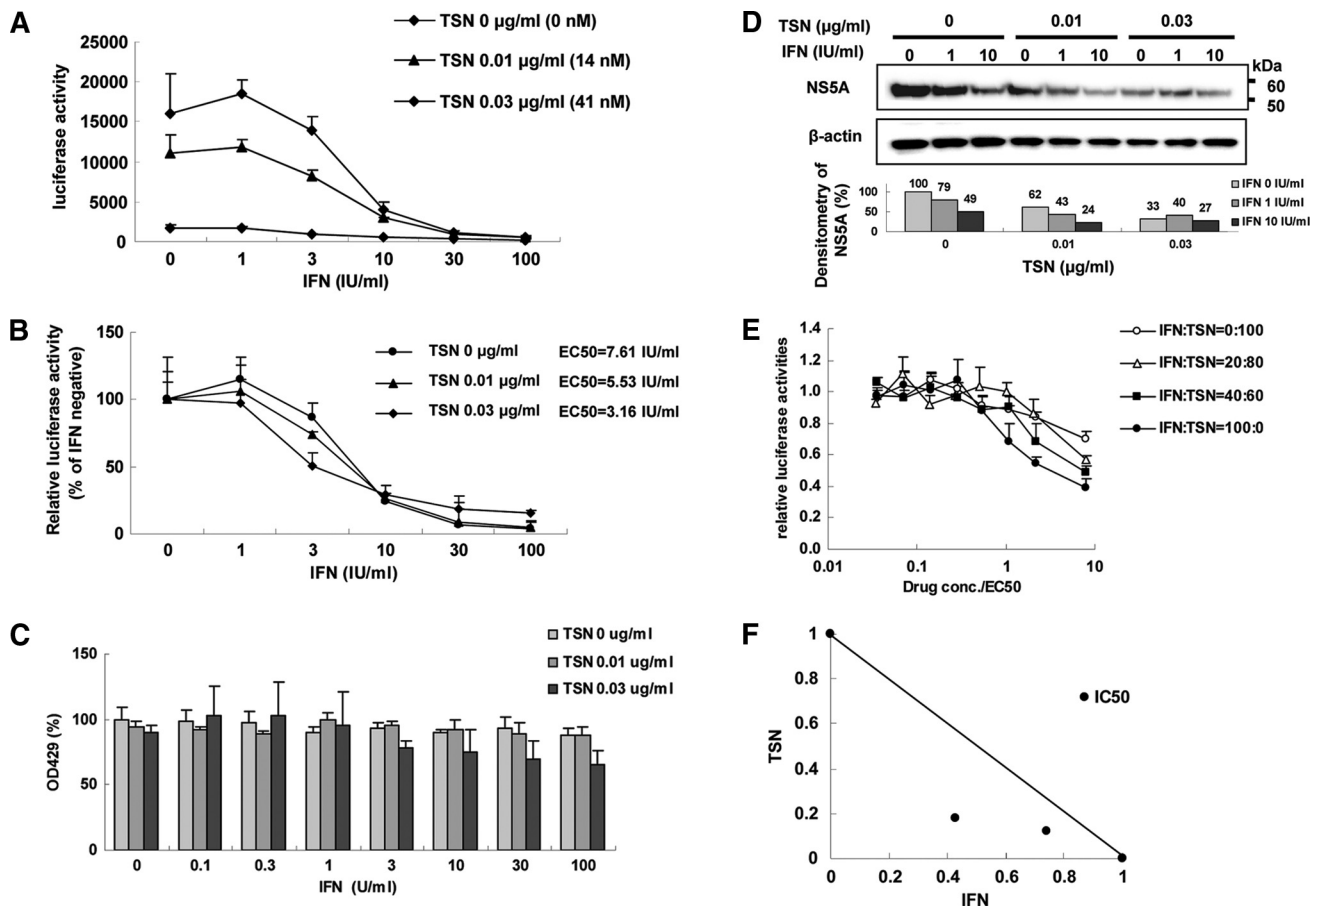 A
TSN 0 µg/ml (0 nM)
TSN 0.01 µg/ml (14 nM)
TSN 0.03 µg/ml (41 nM)
luciferase activity
25000
20000
15000
10000
5000
0
0 1 3 10 30 100
IFN (IU/ml)
B
Relative luciferase activity
(% of IFN negative)
150
100
50
0
TSN 0 µg/ml EC50=7.61 IU/ml
TSN 0.01 µg/ml EC50=5.53 IU/ml
TSN 0.03 µg/ml EC50=3.16 IU/ml
0 1 3 10 30 100
IFN (IU/ml)
C
TSN 0 ug/ml
TSN 0.01 ug/ml
TSN 0.03 ug/ml
OD429 (%)
150
100
50
0
0 0.1 0.3 1 3 10 30 100
IFN (U/ml)
D
TSN (µg/ml) 0 0.01 0.03
IFN (IU/ml) 0 1 10 0 1 10 0 1 10
kDa
NS5A
60
50
β-actin
Densitometry of
NS5A (%)
100
50
0
100 79 49 62 43 24 33 40 27
IFN 0 IU/ml
IFN 1 IU/ml
IFN 10 IU/ml
0 0.01 0.03
TSN (µg/ml)
E
relative luciferase activities
1.4
1.2
1.0
0.8
0.6
0.4
0.2
0.0
IFN:TSN=0:100
IFN:TSN=20:80
IFN:TSN=40:60
IFN:TSN=100:0
0.01 0.1 1 10
Drug conc./EC50
F
TSN
1
0.8
0.6
0.4
0.2
0
IC50
0 0.2 0.4 0.6 0.8 1
IFN